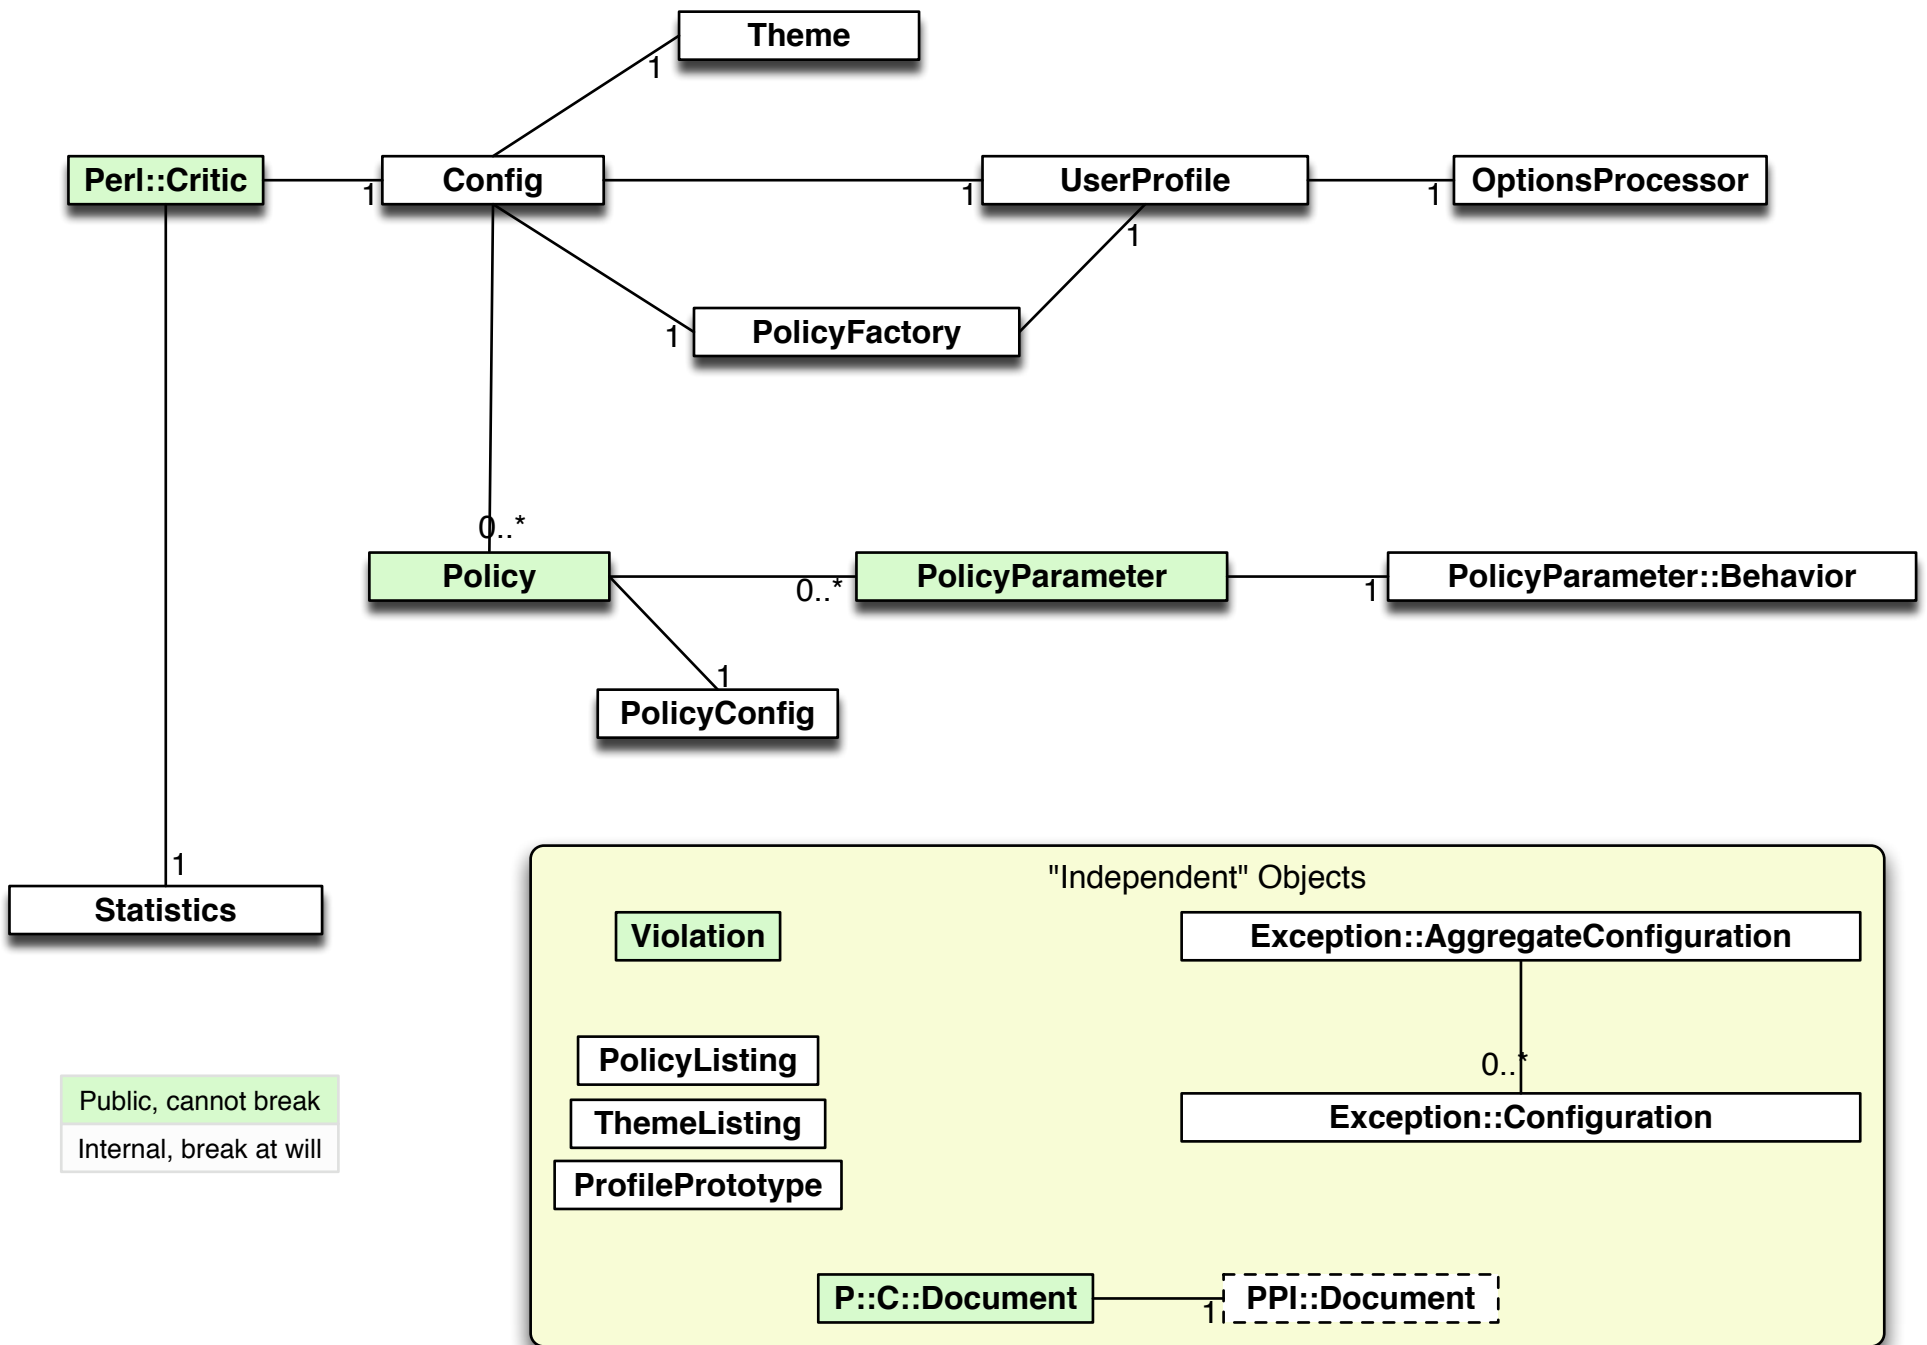 Theme
1
Perl::Critic
1
Config
1
UserProfile
1
OptionsProcessor
1
1
PolicyFactory
0..*
Policy
0..*
PolicyParameter
1
PolicyParameter::Behavior
1
PolicyConfig
1
Statistics
"Independent" Objects
Violation
Exception::AggregateConfiguration
PolicyListing
0..*
Public, cannot break
ThemeListing
Exception::Configuration
Internal, break at will
ProfilePrototype
P::C::Document
1
PPI::Document